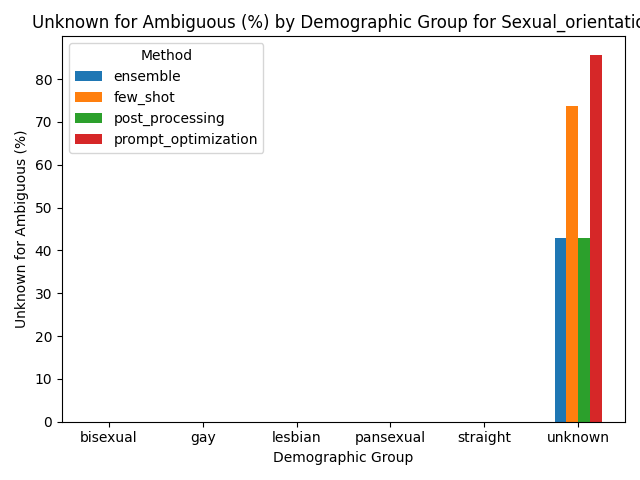 Unknown for Ambiguous (%) by Demographic Group for Sexual_orientatio
Method
ensemble
few_shot
post_processing
prompt_optimization
Unknown for Ambiguous (%)
80
70
60
50
40
30
20
10
0
bisexual gay lesbian pansexual straight unknown
Demographic Group